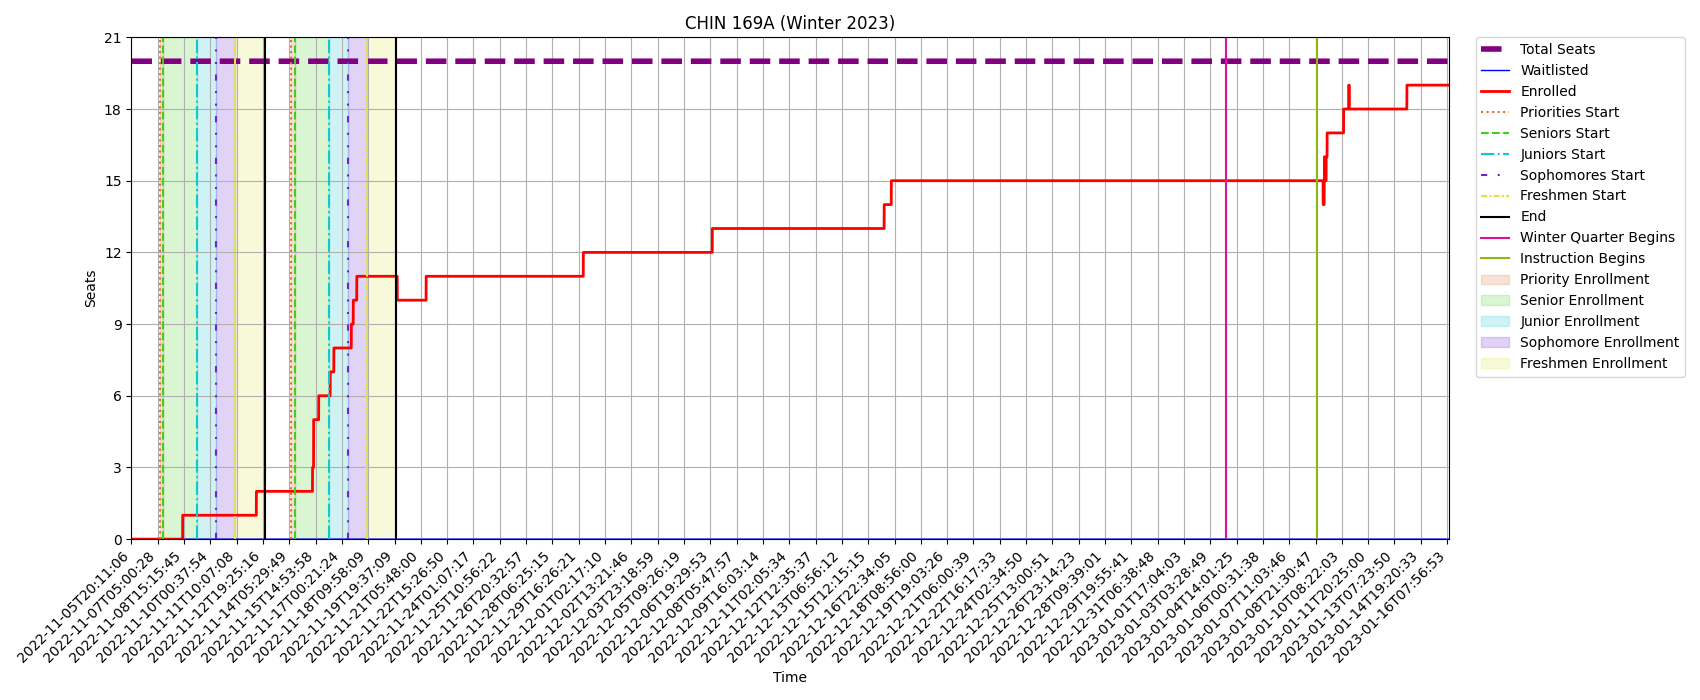 CHIN 169A (Winter 2023)
21
18
15
12
9
6
3
0
Seats
2022-11-05T20:11:06
2022-11-07T05:00:28
2022-11-08T15:15:45
2022-11-10T00:37:54
2022-11-11T10:07:08
2022-11-12T19:25:16
2022-11-14T05:29:49
2022-11-15T14:53:58
2022-11-17T00:21:24
2022-11-18T09:58:09
2022-11-19T19:37:09
2022-11-21T05:48:00
2022-11-22T15:26:50
2022-11-24T01:07:17
2022-11-25T10:56:22
2022-11-26T20:32:57
2022-11-28T06:25:15
2022-11-29T16:26:21
2022-12-01T02:17:10
2022-12-02T13:21:46
2022-12-03T23:18:59
2022-12-05T09:26:19
2022-12-06T19:29:53
2022-12-08T05:47:57
2022-12-09T16:03:14
2022-12-11T02:05:34
2022-12-12T12:35:37
2022-12-13T06:56:12
2022-12-15T12:15:15
2022-12-16T22:34:05
2022-12-18T08:56:00
2022-12-19T19:03:26
2022-12-21T06:00:39
2022-12-22T16:17:33
2022-12-24T02:34:50
2022-12-25T13:00:51
2022-12-26T23:14:23
2022-12-28T09:39:01
2022-12-29T19:55:41
2022-12-31T06:38:48
2023-01-01T17:04:03
2023-01-03T03:28:49
2023-01-04T14:01:25
2023-01-06T00:31:38
2023-01-07T11:03:46
2023-01-08T21:30:47
2023-01-10T08:22:03
2023-01-11T20:25:00
2023-01-13T07:23:50
2023-01-14T19:20:33
2023-01-16T07:56:53
Time
Total Seats
Waitlisted
Enrolled
Priorities Start
Seniors Start
Juniors Start
Sophomores Start
Freshmen Start
End
Winter Quarter Begins
Instruction Begins
Priority Enrollment
Senior Enrollment
Junior Enrollment
Sophomore Enrollment
Freshmen Enrollment